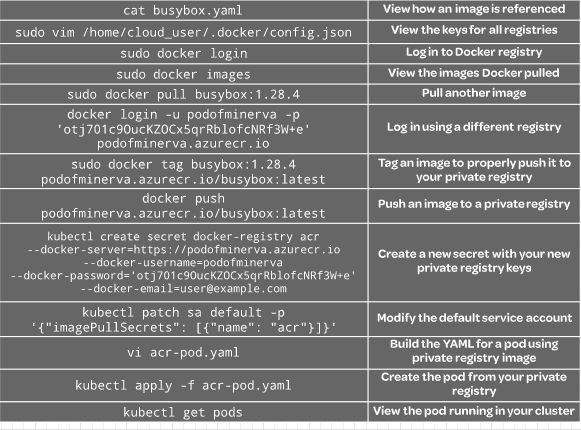 cat busybox.yaml
View how an image is referenced
sudo vim /home/cloud_user/.docker/config.json
View the keys for all registries
sudo docker login
Log in to Docker registry
sudo docker images
View the images Docker pulled
sudo docker pull busybox:1.28.4
Pull another image
docker login -u podofminerva -p
'otj701c9OucKZOCx5qrRblofcNRf3W+e'
podofminerva.azurecr.io
Log in using a different registry
sudo docker tag busybox:1.28.4
podofminerva.azurecr.io/busybox:latest
Tag an image to properly push it to
your private registry
docker push
podofminerva.azurecr.io/busybox:latest
Push an image to a private registry
kubectl create secret docker-registry acr
--docker-server=https://podofminerva.azurecr.io
--docker-username=podofminerva
--docker-password='otj701c9OucKZOCx5qrRblofcNRf3W+e'
--docker-email=user@example.com
Create a new secret with your new
private registry keys
kubectl patch sa default -p
'{"imagePullSecrets": [{"name": "acr"}]}'
Modify the default service account
vi acr-pod.yaml
Build the YAML for a pod using
private registry image
kubectl apply -f acr-pod.yaml
Create the pod from your private
registry
kubectl get pods
View the pod running in your cluster